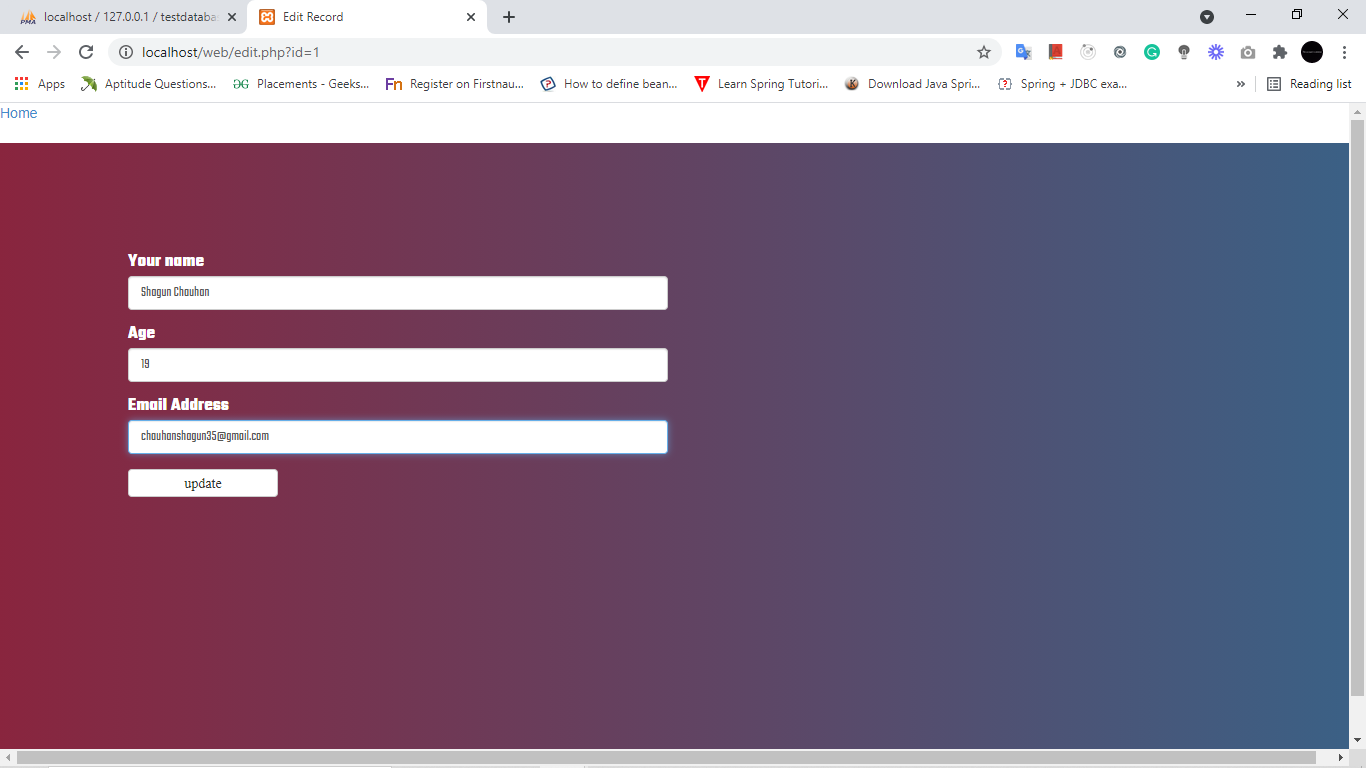 localhost / 127.0.0.1 / testdataba
Edit Record
localhost/web/edit.php?id=1
Apps
Aptitude Questions...
Placements - Geeks...
Register on Firstnau...
How to define bean...
Learn Spring Tutori...
Download Java Spri...
Spring + JDBC exa...
»
Reading list
Home
Your name
Shagun Chauhan
Age
19
Email Address
chauhanshagun35@gmail.com
update